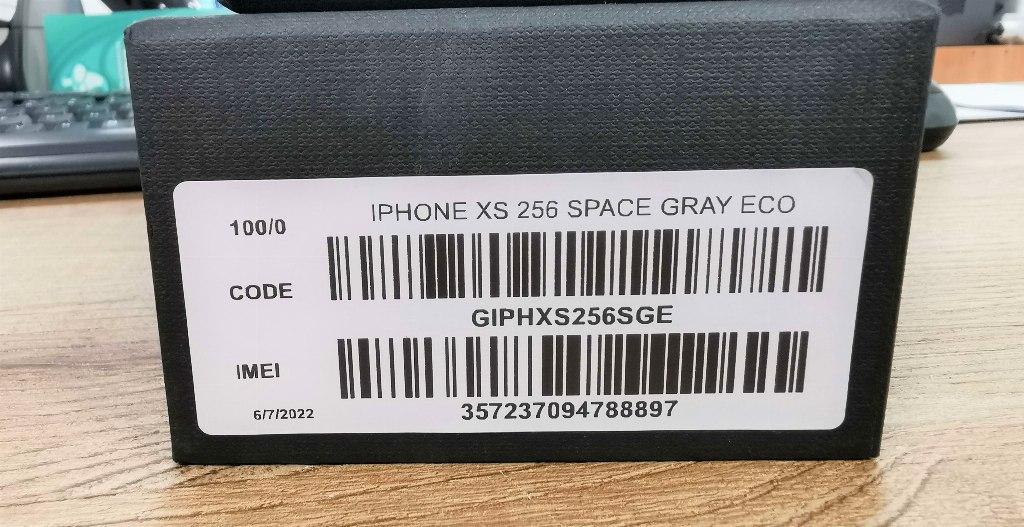 IPHONE XS 256 SPACE GRAY ECO
100/0
CODE
GIPHXS256SGE
IMEI
357237094788897
6/7/2022